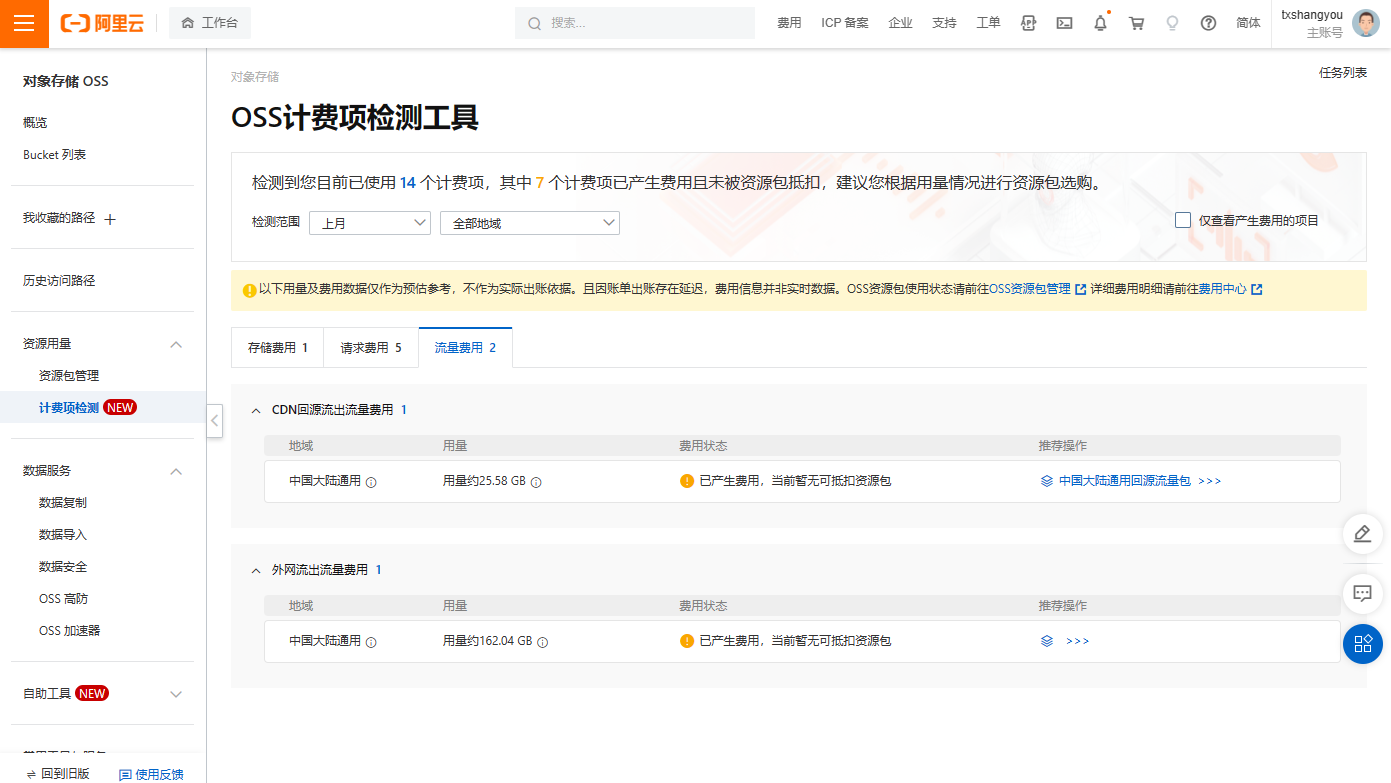 阿里云
工作台
搜索...
费用
ICP 备案
企业
支持
工单
简体
txshangyou
主账号
对象存储 OSS
概览
Bucket 列表
我收藏的路径
历史访问路径
资源用量
资源包管理
计费项检测 NEW
数据服务
数据复制
数据导入
数据安全
OSS 高防
OSS 加速器
自助工具 NEW
回到旧版
使用反馈
对象存储
任务列表
OSS计费项检测工具
检测到您目前已使用 14 个计费项，其中 7 个计费项已产生费用且未被资源包抵扣，建议您根据用量情况进行资源包选购。
检测范围 上月 全部地域 仅查看产生费用的项目
以下用量及费用数据仅作为预估参考，不作为实际出账依据。且因账单出账存在延迟，费用信息并非实时数据。OSS资源包使用状态请前往OSS资源包管理 详细费用明细请前往费用中心
存储费用 1 请求费用 5 流量费用 2
CDN回源流出流量费用 1
地域 用量 费用状态 推荐操作
中国大陆通用 用量约25.58 GB 已产生费用，当前暂无可抵扣资源包 中国大陆通用回源流量包 >>>
外网流出流量费用 1
地域 用量 费用状态 推荐操作
中国大陆通用 用量约162.04 GB 已产生费用，当前暂无可抵扣资源包 >>>